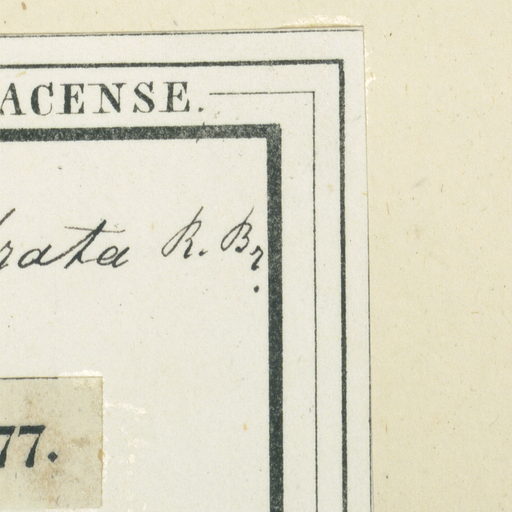 ACENSE.
rata R. Br.
77.